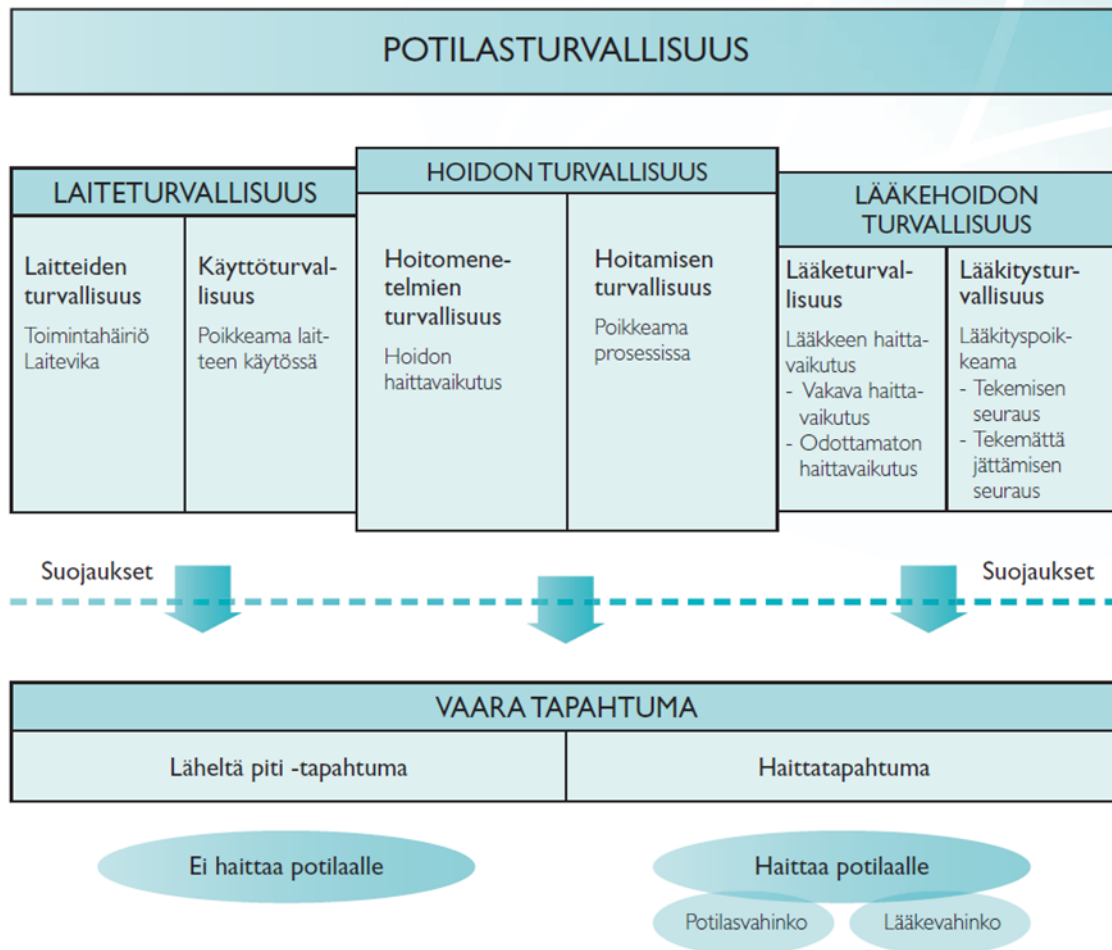 POTILASTURVALLISUUS
LAITETURVALLISUUS
Laitteiden
turvallisuus
Toimintahäiriö
Laitevika
Käyttöturval-
lisuus
Poikkeama lait-
teen käytössä
HOIDON TURVALLISUUS
Hoitomene-
telmien
turvallisuus
Hoidon
haittavaikutus
Hoitamisen
turvallisuus
Poikkeama
prosessissa
LÄÄKEHOIDON
TURVALLISUUS
Lääketurval-
lisuus
Lääkkeen haitta-
vaikutus
- Vakava haitta-
vaikutus
- Odottamaton
haittavaikutus
Lääkitystur-
vallisuus
Lääkityspoik-
keama
- Tekemisen
seuraus
- Tekemättä
jättämisen
seuraus
Suojaukset
Suojaukset
VAARA TAPAHTUMA
Läheltä piti -tapahtuma
Haittatapahtuma
Ei haittaa potilaalle
Haittaa potilaalle
Potilasvahinko
Lääkevahinko